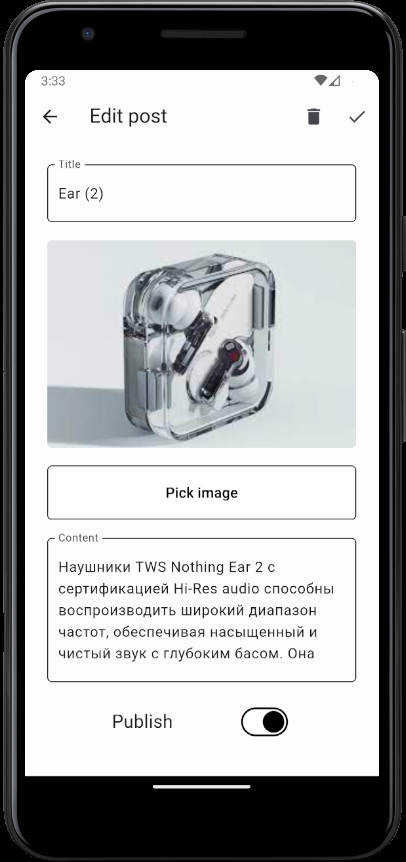 3:33
Edit post
Title
Ear (2)
Pick image
Content
Наушники TWS Nothing Ear 2 с
сертификацией Hi-Res audio способны
воспроизводить широкий диапазон
частот, обеспечивая насыщенный и
чистый звук с глубоким басом. Она
Publish